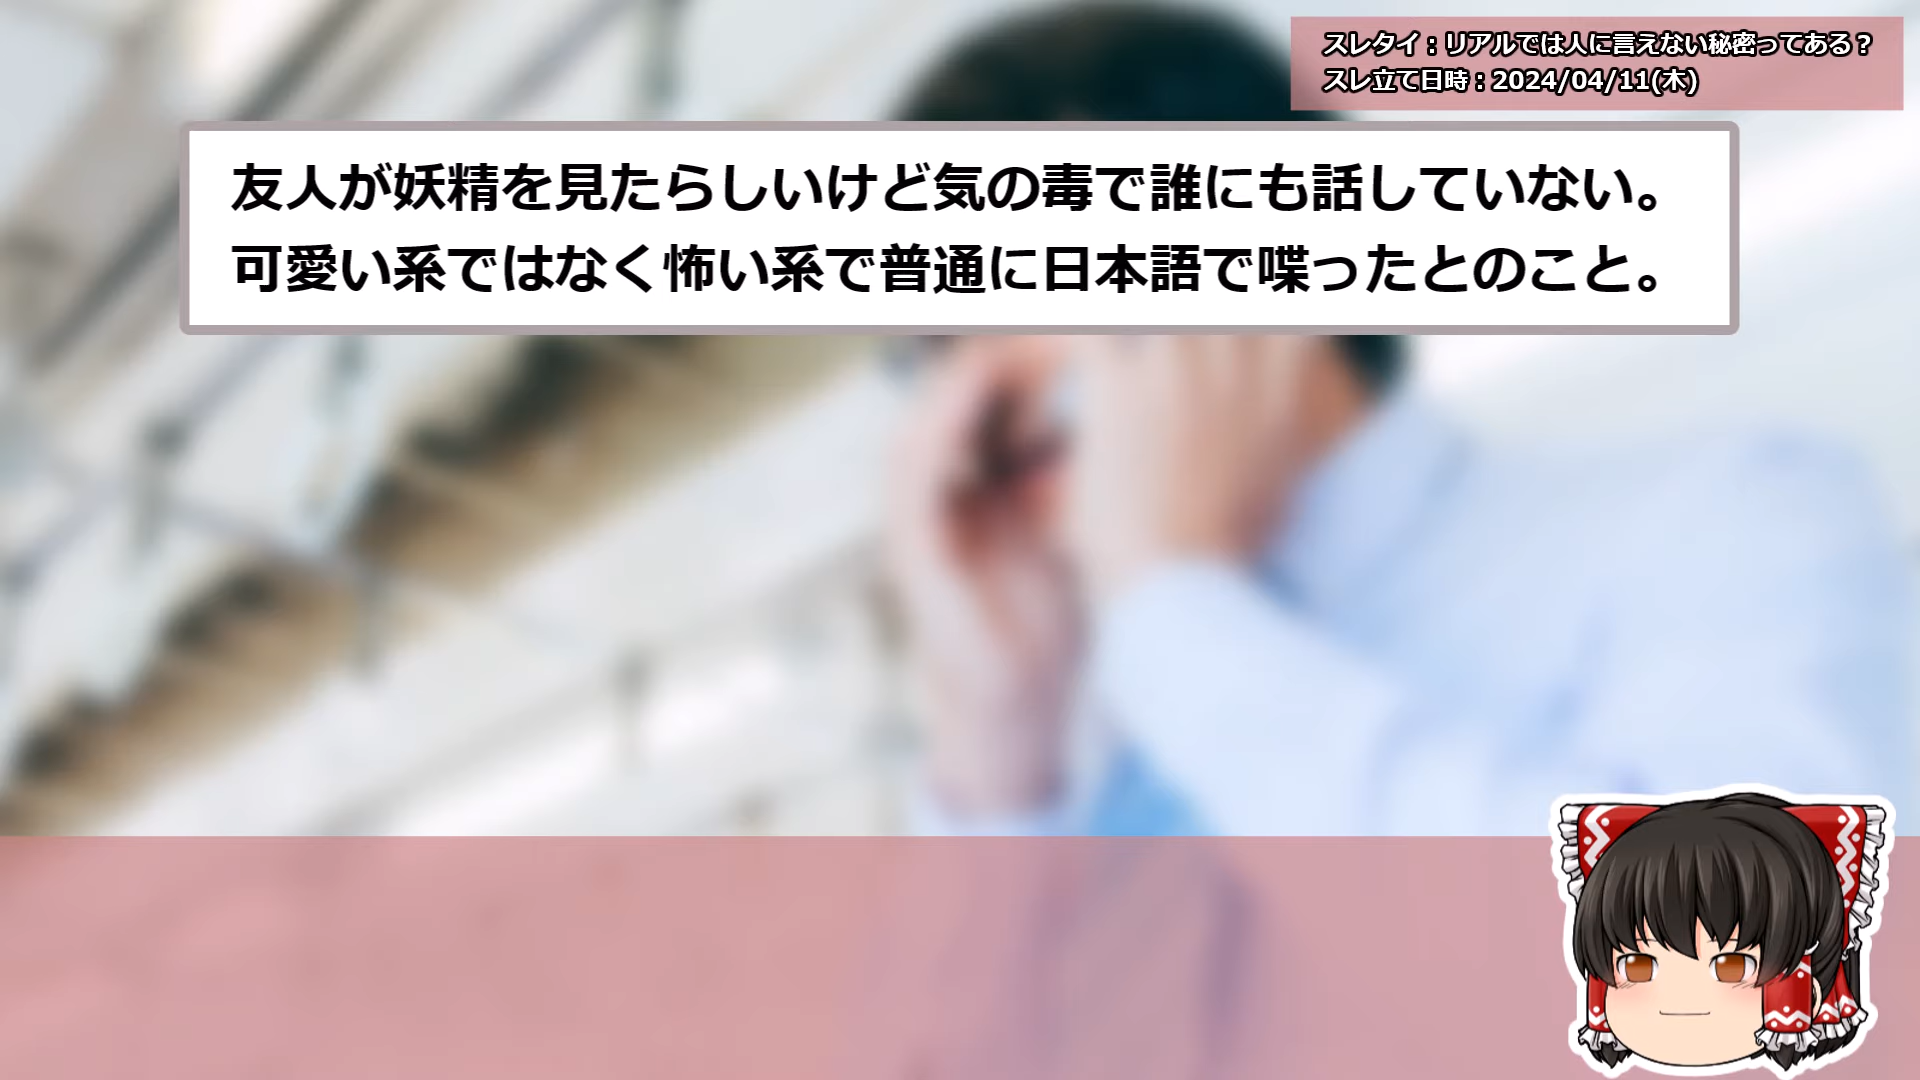 スレタイ：リアルでは人に言えない秘密ってある？
スレ立て日時：2024/04/11(木)
友人が妖精を見たらしいけど気の毒で誰にも話していない。
可愛い系ではなく怖い系で普通に日本語で喋ったとのこと。